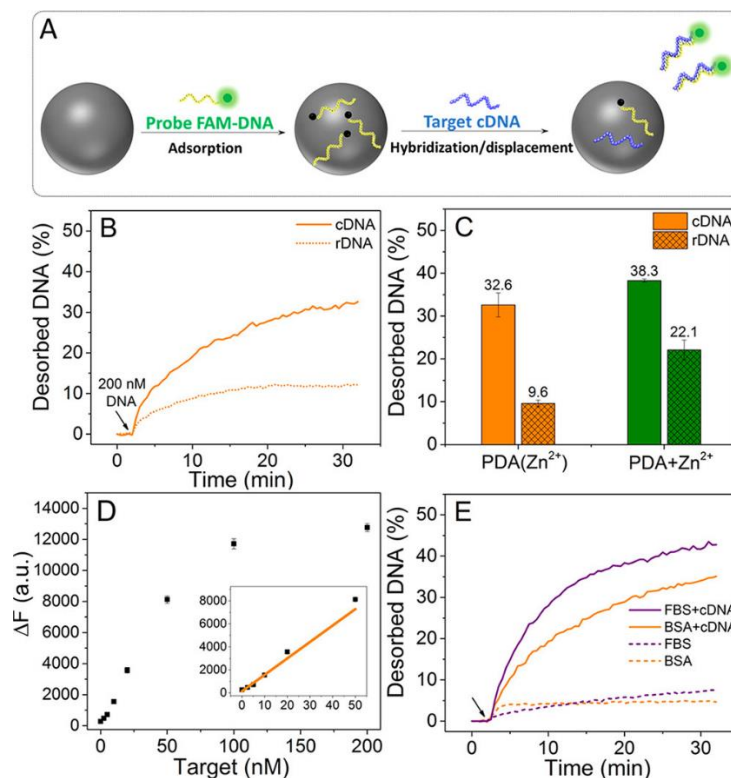 A
Probe FAM-DNA
Adsorption
Target cDNA
Hybridization/displacement
B
cDNA
rDNA
200 nM
DNA
Desorbed DNA (%)
50
40
30
20
10
0
0 10 20 30
Time (min)
C
cDNA
rDNA
32.6
9.6
38.3
22.1
Desorbed DNA (%)
50
40
30
20
10
0
PDA(Zn²⁺) PDA+Zn²⁺
Time (min)
D
ΔF (a.u.)
14000
12000
10000
8000
6000
4000
2000
0
0 50 100 150 200
Target (nM)
8000
6000
4000
2000
0
0 10 20 30 40 50
E
FBS+cDNA
BSA+cDNA
FBS
BSA
Desorbed DNA (%)
50
40
30
20
10
0
0 10 20 30
Time (min)